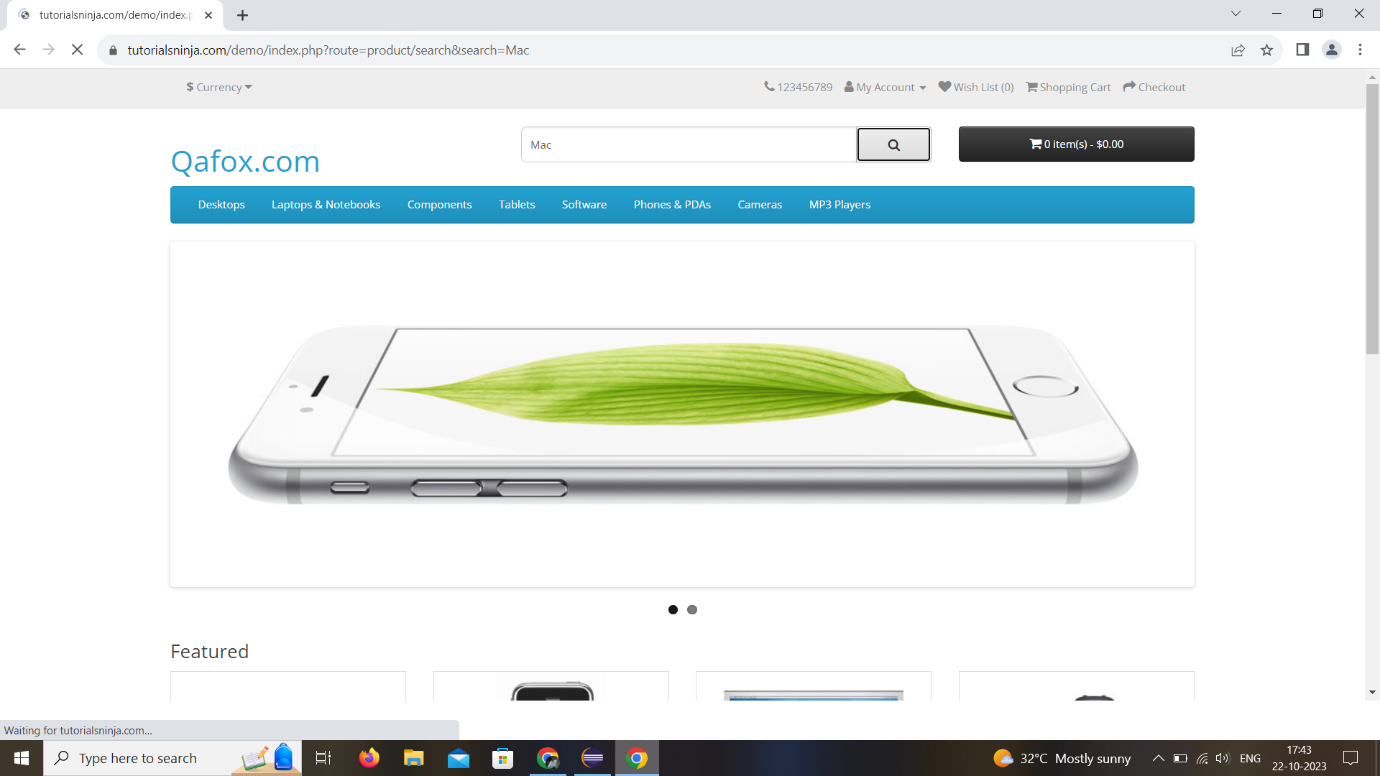 tutorialsninja.com/demo/index.p
tutorialsninja.com/demo/index.php?route=product/search&search=Mac
$ Currency
123456789 My Account Wish List (0) Shopping Cart Checkout
Mac
0 item(s) - $0.00
Qafox.com
Desktops Laptops & Notebooks Components Tablets Software Phones & PDAs Cameras MP3 Players
Featured
Waiting for tutorialsninja.com...
Type here to search
32°C Mostly sunny
ENG
17:43
22-10-2023